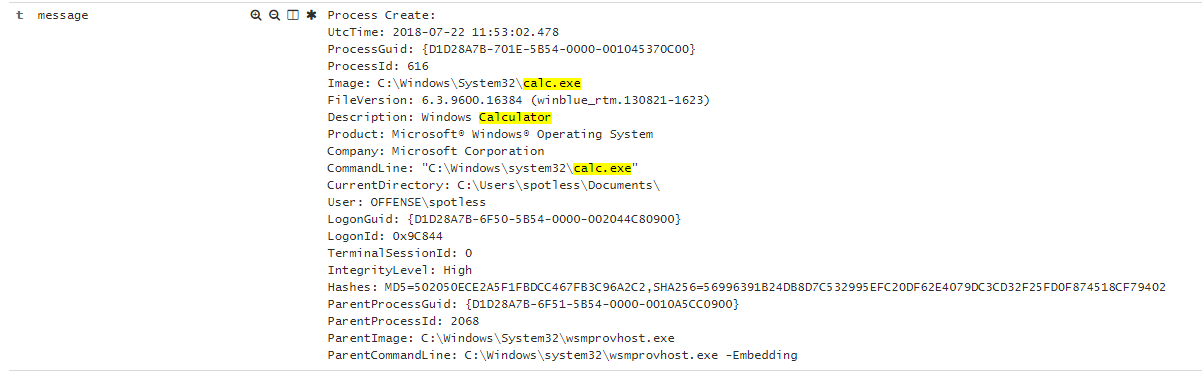 t message Process Create:
UtcTime: 2018-07-22 11:53:02.478
ProcessGuid: {D1D28A7B-701E-5B54-0000-001045370C00}
ProcessId: 616
Image: C:\Windows\System32\calc.exe
FileVersion: 6.3.9600.16384 (winblue_rtm.130821-1623)
Description: Windows Calculator
Product: Microsoft® Windows® Operating System
Company: Microsoft Corporation
CommandLine: "C:\Windows\system32\calc.exe"
CurrentDirectory: C:\Users\spotless\Documents\
User: OFFENSE\spotless
LogonGuid: {D1D28A7B-6F50-5B54-0000-002044C80900}
LogonId: 0x9C844
TerminalSessionId: 0
IntegrityLevel: High
Hashes: MD5=502050ECE2A5F1FBDCC467FB3C96A2C2,SHA256=56996391B24DB8D7C532995EFC20DF62E4079DC3CD32F25FD0F874518CF79402
ParentProcessGuid: {D1D28A7B-6F51-5B54-0000-0010A5CC0900}
ParentProcessId: 2068
ParentImage: C:\Windows\System32\wsmprovhost.exe
ParentCommandLine: C:\Windows\system32\wsmprovhost.exe -Embedding